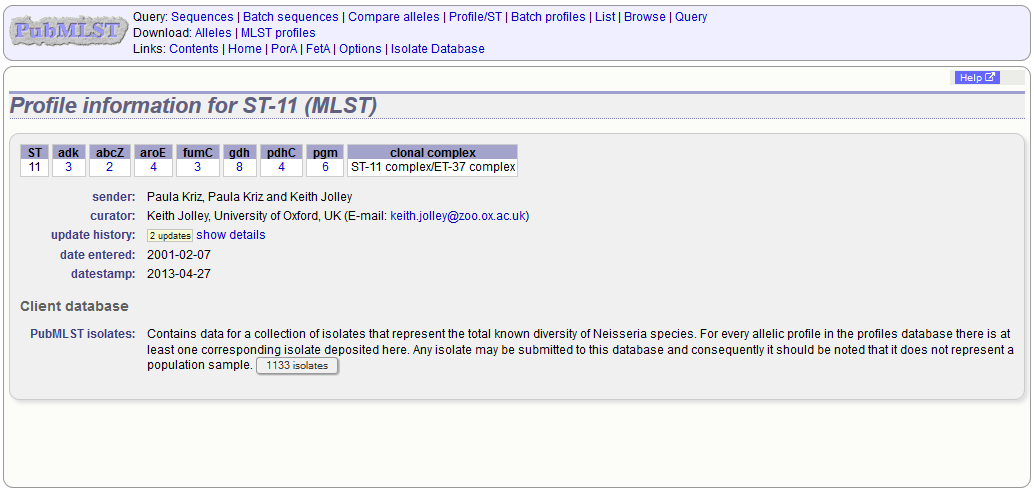 PubMLST
Query: Sequences | Batch sequences | Compare alleles | Profile/ST | Batch profiles | List | Browse | Query
Download: Alleles | MLST profiles
Links: Contents | Home | PorA | FetA | Options | Isolate Database
Help
Profile information for ST-11 (MLST)
ST adk abcZ aroE fumC gdh pdhC pgm clonal complex
11 3 2 4 3 8 4 6 ST-11 complex/ET-37 complex
sender: Paula Kriz, Paula Kriz and Keith Jolley
curator: Keith Jolley, University of Oxford, UK (E-mail: keith.jolley@zoo.ox.ac.uk)
update history: 2 updates show details
date entered: 2001-02-07
datestamp: 2013-04-27
Client database
PubMLST isolates: Contains data for a collection of isolates that represent the total known diversity of Neisseria species. For every allelic profile in the profiles database there is at
least one corresponding isolate deposited here. Any isolate may be submitted to this database and consequently it should be noted that it does not represent a
population sample. 1133 isolates